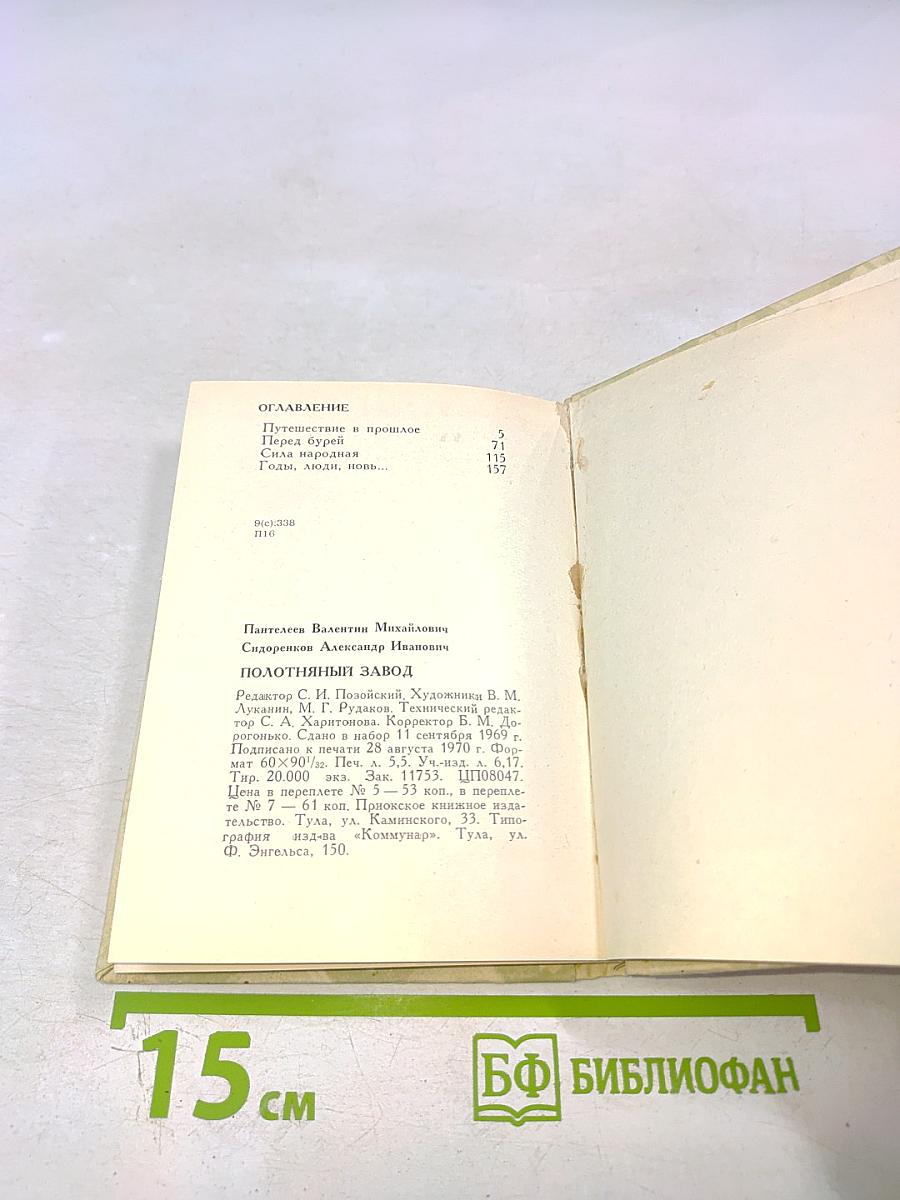 ОГЛАВЛЕНИЕ
Путешествие в прошлое 5
Перед бурей 71
Сила народная 115
Годы, люди, новь... 157
9(с):338
П16
Пантелеев Валентин Михайлович
Сидоренков Александр Иванович
ПОЛОТНЯНЫЙ ЗАВОД
Редактор С. И. Позойский. Художники В. М.
Луканин, М. Г. Рудаков. Технический редак-
тор С. А. Харитонова. Корректор Б. М. До-
рогонько. Сдано в набор 11 сентября 1969 г.
Подписано к печати 28 августа 1970 г. Фор-
мат 60×90¹/₃₂. Печ. л. 5,5. Уч.-изд. л. 6,17.
Тир. 20.000 экз. Зак. 11753. ЦП08047.
Цена в переплете № 5 — 53 коп., в перепле-
те № 7 — 61 коп. Приокское книжное изда-
тельство. Тула, ул. Каминского, 33. Типо-
графия изд-ва «Коммунар». Тула, ул.
Ф. Энгельса, 150.
15 см
БФ БИБЛИОФАН